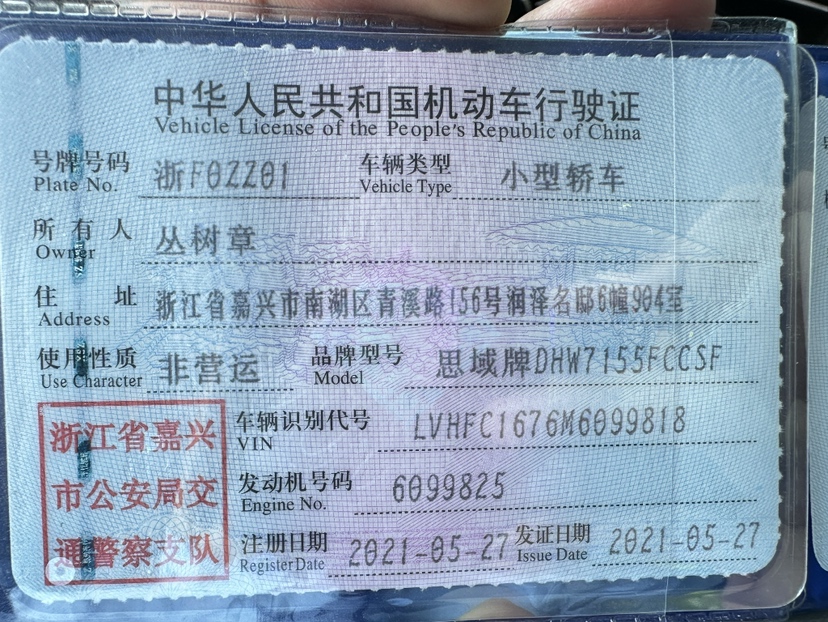 中华人民共和国机动车行驶证
Vehicle License of the People's Republic of China
号牌号码 浙F0ZZ01 车辆类型 小型轿车
Plate No. Vehicle Type
所有人 丛树章
Owner
住址 浙江省嘉兴市南湖区青溪路156号润泽名邸6幢904室
Address
使用性质 非营运 品牌型号 思域牌DHW7155FCCSF
Use Character Model
浙江省嘉兴
市公安局交
通警察支队
车辆识别代号 LVHFC1676M6099818
VIN
发动机号码 6099825
Engine No.
注册日期 2021-05-27 发证日期 2021-05-27
Register Date Issue Date